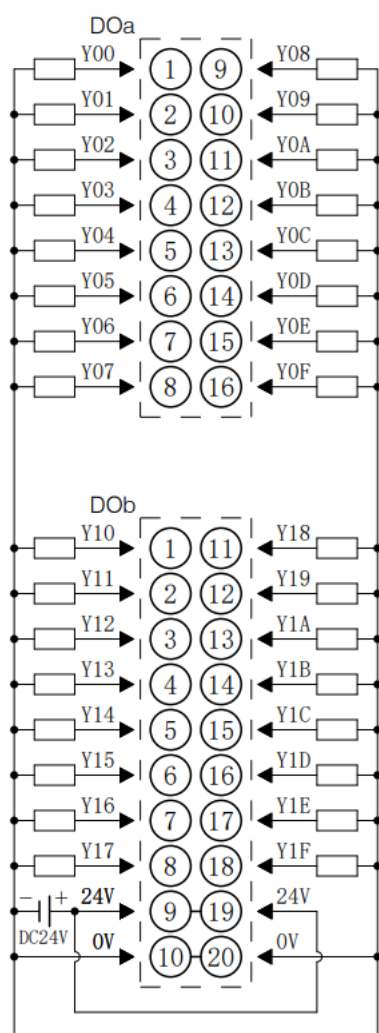 DOa
Y00 1 9 Y08
Y01 2 10 Y09
Y02 3 11 Y0A
Y03 4 12 Y0B
Y04 5 13 Y0C
Y05 6 14 Y0D
Y06 7 15 Y0E
Y07 8 16 Y0F
DOb
Y10 1 11 Y18
Y11 2 12 Y19
Y12 3 13 Y1A
Y13 4 14 Y1B
Y14 5 15 Y1C
Y15 6 16 Y1D
Y16 7 17 Y1E
Y17 8 18 Y1F
− + 24V 9 19 24V
DC24V 0V 10 20 0V